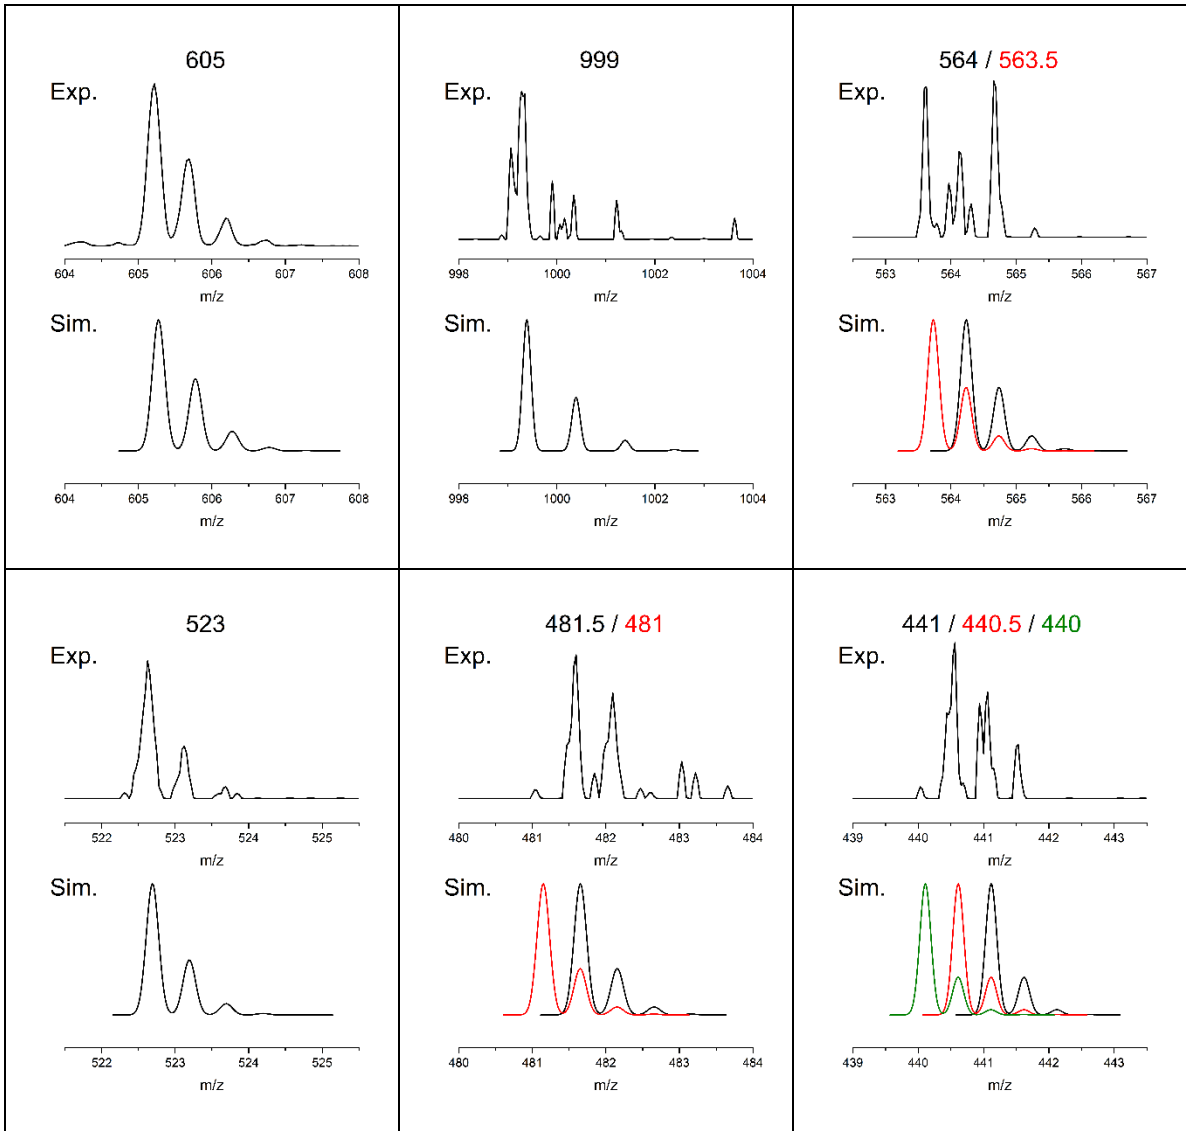 605
Exp.
604 605 606 607 608
m/z
Sim.
604 605 606 607 608
m/z
999
Exp.
998 1000 1002 1004
m/z
Sim.
998 1000 1002 1004
m/z
564 / 563.5
Exp.
563 564 565 566 567
m/z
Sim.
563 564 565 566 567
m/z
523
Exp.
522 523 524 525
m/z
Sim.
522 523 524 525
m/z
481.5 / 481
Exp.
480 481 482 483 484
m/z
Sim.
480 481 482 483 484
m/z
441 / 440.5 / 440
Exp.
439 440 441 442 443
m/z
Sim.
439 440 441 442 443
m/z